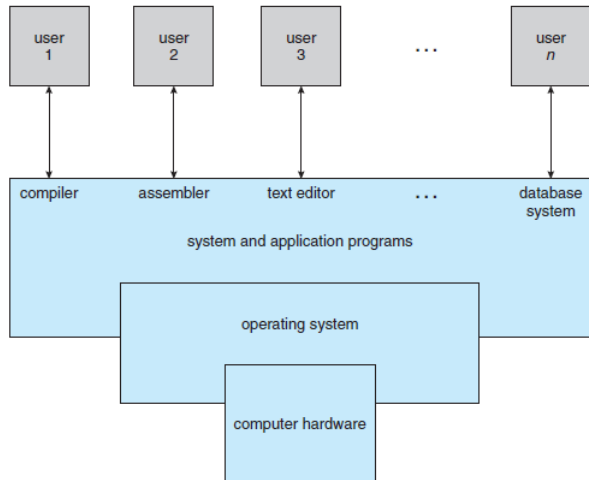 user
1
user
2
user
3
...
user
n
compiler
assembler
text editor
...
database
system
system and application programs
operating system
computer hardware